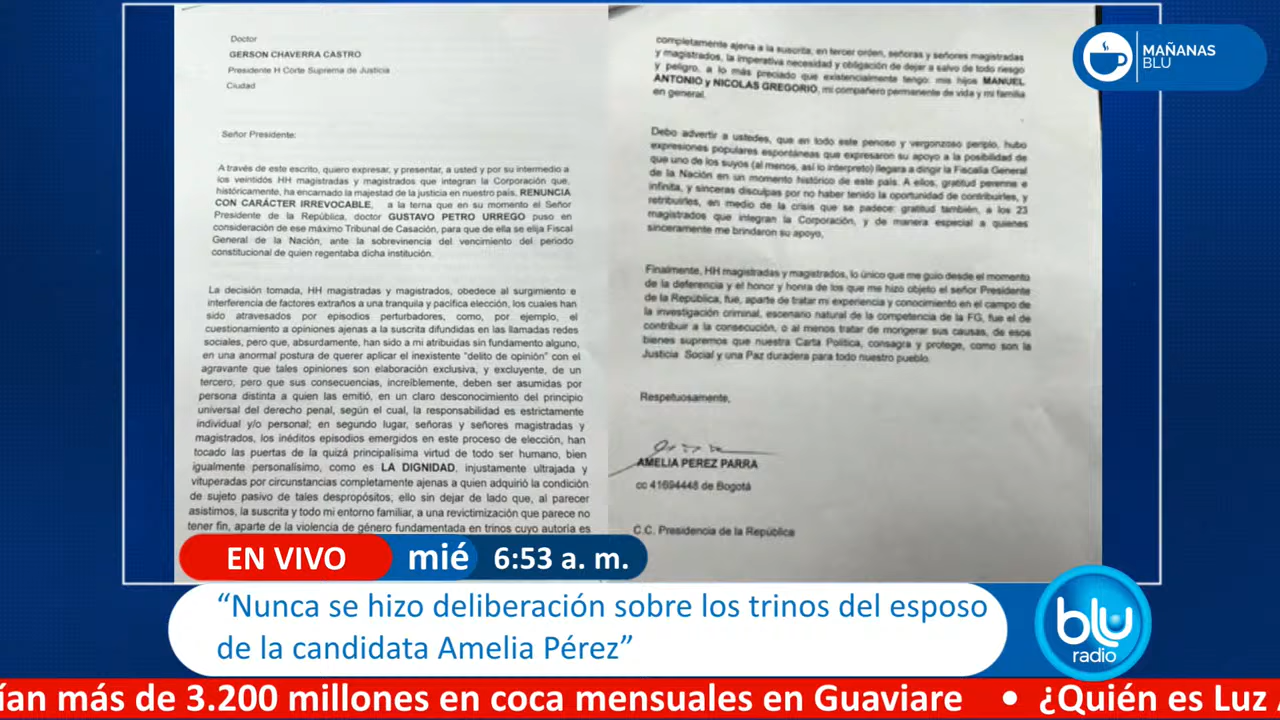 Doctor
GERSON CHAVERRA CASTRO
Presidente H Corte Suprema de Justicia
Ciudad
Señor Presidente:
A través de este escrito, quiero expresar, y presentar, a usted y por su intermedio a
los veintidós HH magistradas y magistrados que integran la Corporación que,
históricamente, ha encarnado la majestad de la justicia en nuestro país, RENUNCIA
CON CARÁCTER IRREVOCABLE, a la terna que en su momento el Señor
Presidente de la República, doctor GUSTAVO PETRO URREGO puso en
consideración de ese máximo Tribunal de Casación, para que de ella se elija Fiscal
General de la Nación, ante la sobrevinencia del vencimiento del periodo
constitucional de quien regentaba dicha institución.
La decisión tomada, HH magistradas y magistrados, obedece al surgimiento e
interferencia de factores extraños a una tranquila y pacifica elección, los cuales han
sido atravesados por episodios perturbadores, como, por ejemplo, el
cuestionamiento a opiniones ajenas a la suscrita difundidas en las llamadas redes
sociales, pero que, absurdamente, han sido a mi atribuidas sin fundamento alguno,
en una anormal postura de querer aplicar el inexistente “delito de opinión” con el
agravante que tales opiniones son elaboración exclusiva, y excluyente, de un
tercero, pero que sus consecuencias, increíblemente, deben ser asumidas por
persona distinta a quien las emitió, en un claro desconocimiento del principio
universal del derecho penal, según el cual, la responsabilidad es estrictamente
individual y/o personal; en segundo lugar, señoras y señores magistradas y
magistrados, los inéditos episodios emergidos en este proceso de elección, han
tocado las puertas de la quizá principalísima virtud de todo ser humano, bien
igualmente personalísimo, como es LA DIGNIDAD, injustamente ultrajada y
vituperadas por circunstancias completamente ajenas a quien adquirió la condición
de sujeto pasivo de tales despropósitos, ello sin dejar de lado que, al parecer
asistimos, la suscrita y todo mi entorno familiar, a una revictimización que parece no
tener fin, aparte de la violencia de género fundamentada en trinos cuyo autoría es
completamente ajena a la suscrita, en tercer orden, señoras y señores magistradas
y magistrados, la imperativa necesidad y obligación de dejar a salvo de todo riesgo
y peligro, a lo más preciado que existencialmente tengo: mis hijos MANUEL
ANTONIO y NICOLAS GREGORIO, mi compañero permanente de vida y mi familia
en general.
Debo advertir a ustedes, que en todo este penoso y vergonzoso periplo, hubo
expresiones populares espontáneas que expresaron su apoyo a la posibilidad de
que uno de los suyos (al menos, así lo interpreto) llegara a dirigir la Fiscalía General
de la Nación en un momento histórico de este país. A ellos, gratitud perenne e
infinita, y sinceras disculpas por no haber tenido la oportunidad de contribuirles, y
retribuirles, en medio de la crisis que se padece: gratitud también, a los 23
magistrados que integran la Corporación, y de manera especial a quienes
sinceramente me brindaron su apoyo,
Finalmente, HH magistradas y magistrados, lo único que me guio desde el momento
de la deferencia y el honor y honra de los que me hizo objeto el señor Presidente
de la República, fue, aparte de tratar mi experiencia y conocimiento en el campo de
la investigación criminal, escenario natural de la competencia de la FG, fue el de
contribuir a la consecución, o al menos tratar de mongerar sus causas, de esos
bienes supremos que nuestra Carta Política, consagra y protege, como son la
Justicia Social y una Paz duradera para todo nuestro pueblo.
Respetuosamente,
AMELIA PEREZ PARRA
cc 41694448 de Bogotá
C.C. Presidencia de la República
MAÑANAS
BLU
EN VIVO mié 6:53 a. m.
“Nunca se hizo deliberación sobre los trinos del esposo
de la candidata Amelia Pérez”
blu
radio
ían más de 3.200 millones en coca mensuales en Guaviare • ¿Quién es Luz